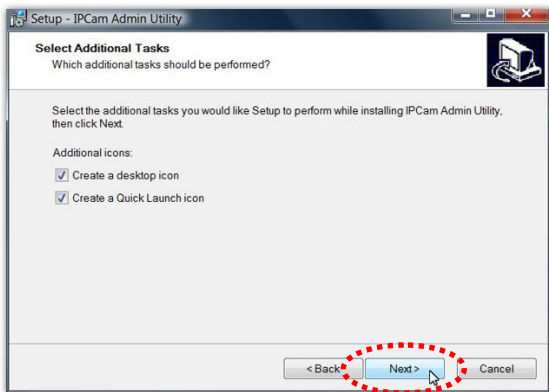 Setup - IPCam Admin Utility
Select Additional Tasks
Which additional tasks should be performed?
Select the additional tasks you would like Setup to perform while installing IPCam Admin Utility,
then click Next.
Additional icons:
Create a desktop icon
Create a Quick Launch icon
< Back
Next >
Cancel